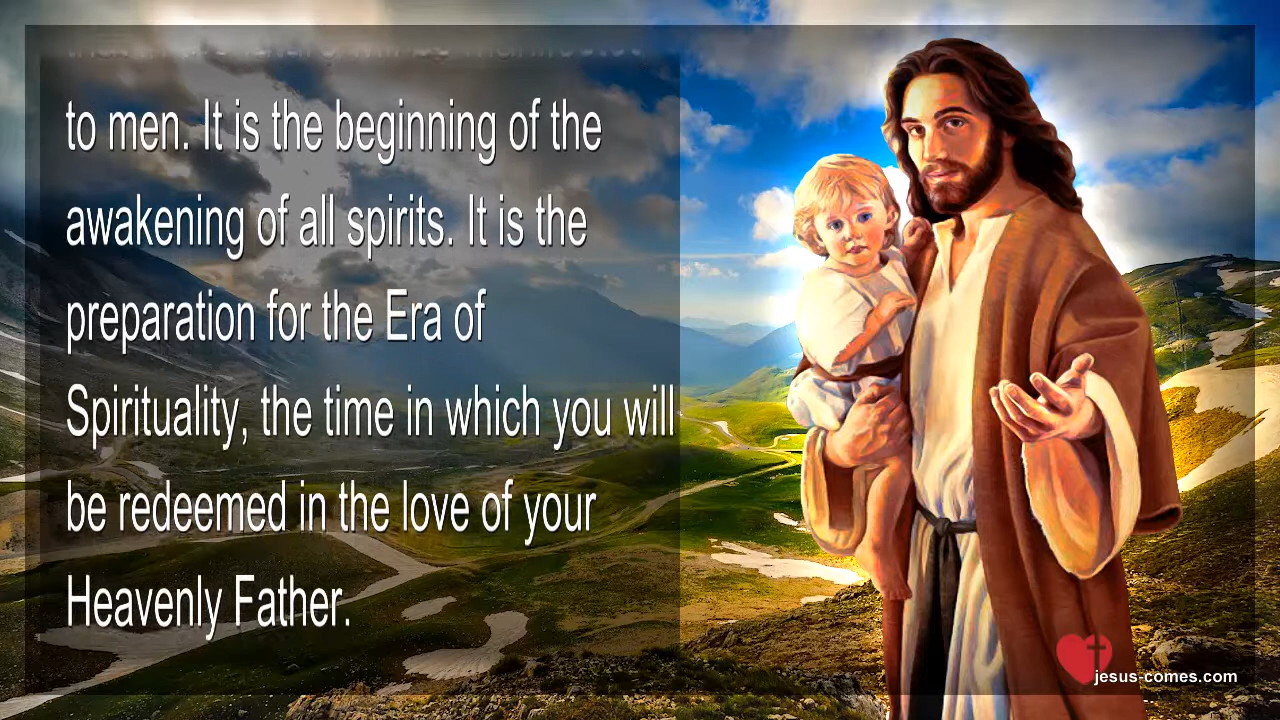 to men. It is the beginning of the
awakening of all spirits. It is the
preparation for the Era of
Spirituality, the time in which you will
be redeemed in the love of your
Heavenly Father.
jesus-comes.com